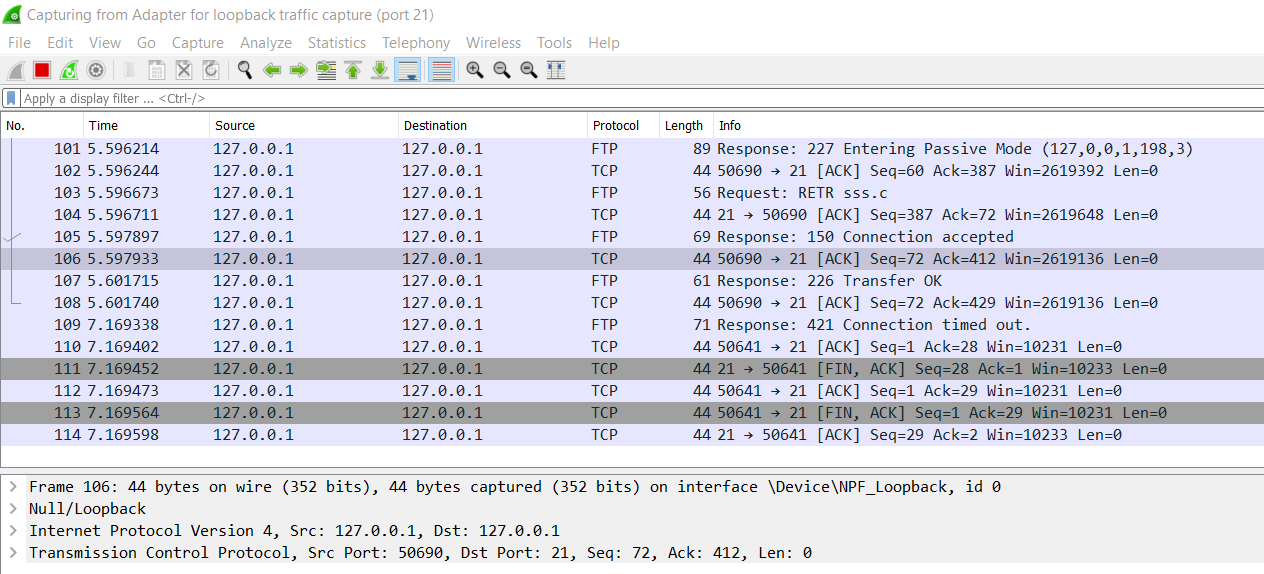 Capturing from Adapter for loopback traffic capture (port 21)
File Edit View Go Capture Analyze Statistics Telephony Wireless Tools Help
Apply a display filter ... <Ctrl-/>
No. Time Source Destination Protocol Length Info
101 5.596214 127.0.0.1 127.0.0.1 FTP 89 Response: 227 Entering Passive Mode (127,0,0,1,198,3)
102 5.596244 127.0.0.1 127.0.0.1 TCP 44 50690 → 21 [ACK] Seq=60 Ack=387 Win=2619392 Len=0
103 5.596673 127.0.0.1 127.0.0.1 FTP 56 Request: RETR sss.c
104 5.596711 127.0.0.1 127.0.0.1 TCP 44 21 → 50690 [ACK] Seq=387 Ack=72 Win=2619648 Len=0
105 5.597897 127.0.0.1 127.0.0.1 FTP 69 Response: 150 Connection accepted
106 5.597933 127.0.0.1 127.0.0.1 TCP 44 50690 → 21 [ACK] Seq=72 Ack=412 Win=2619136 Len=0
107 5.601715 127.0.0.1 127.0.0.1 FTP 61 Response: 226 Transfer OK
108 5.601740 127.0.0.1 127.0.0.1 TCP 44 50690 → 21 [ACK] Seq=72 Ack=429 Win=2619136 Len=0
109 7.169338 127.0.0.1 127.0.0.1 FTP 71 Response: 421 Connection timed out.
110 7.169402 127.0.0.1 127.0.0.1 TCP 44 50641 → 21 [ACK] Seq=1 Ack=28 Win=10231 Len=0
111 7.169452 127.0.0.1 127.0.0.1 TCP 44 21 → 50641 [FIN, ACK] Seq=28 Ack=1 Win=10233 Len=0
112 7.169473 127.0.0.1 127.0.0.1 TCP 44 50641 → 21 [ACK] Seq=1 Ack=29 Win=10231 Len=0
113 7.169564 127.0.0.1 127.0.0.1 TCP 44 50641 → 21 [FIN, ACK] Seq=1 Ack=29 Win=10231 Len=0
114 7.169598 127.0.0.1 127.0.0.1 TCP 44 21 → 50641 [ACK] Seq=29 Ack=2 Win=10233 Len=0
Frame 106: 44 bytes on wire (352 bits), 44 bytes captured (352 bits) on interface \Device\NPF_Loopback, id 0
Null/Loopback
Internet Protocol Version 4, Src: 127.0.0.1, Dst: 127.0.0.1
Transmission Control Protocol, Src Port: 50690, Dst Port: 21, Seq: 72, Ack: 412, Len: 0